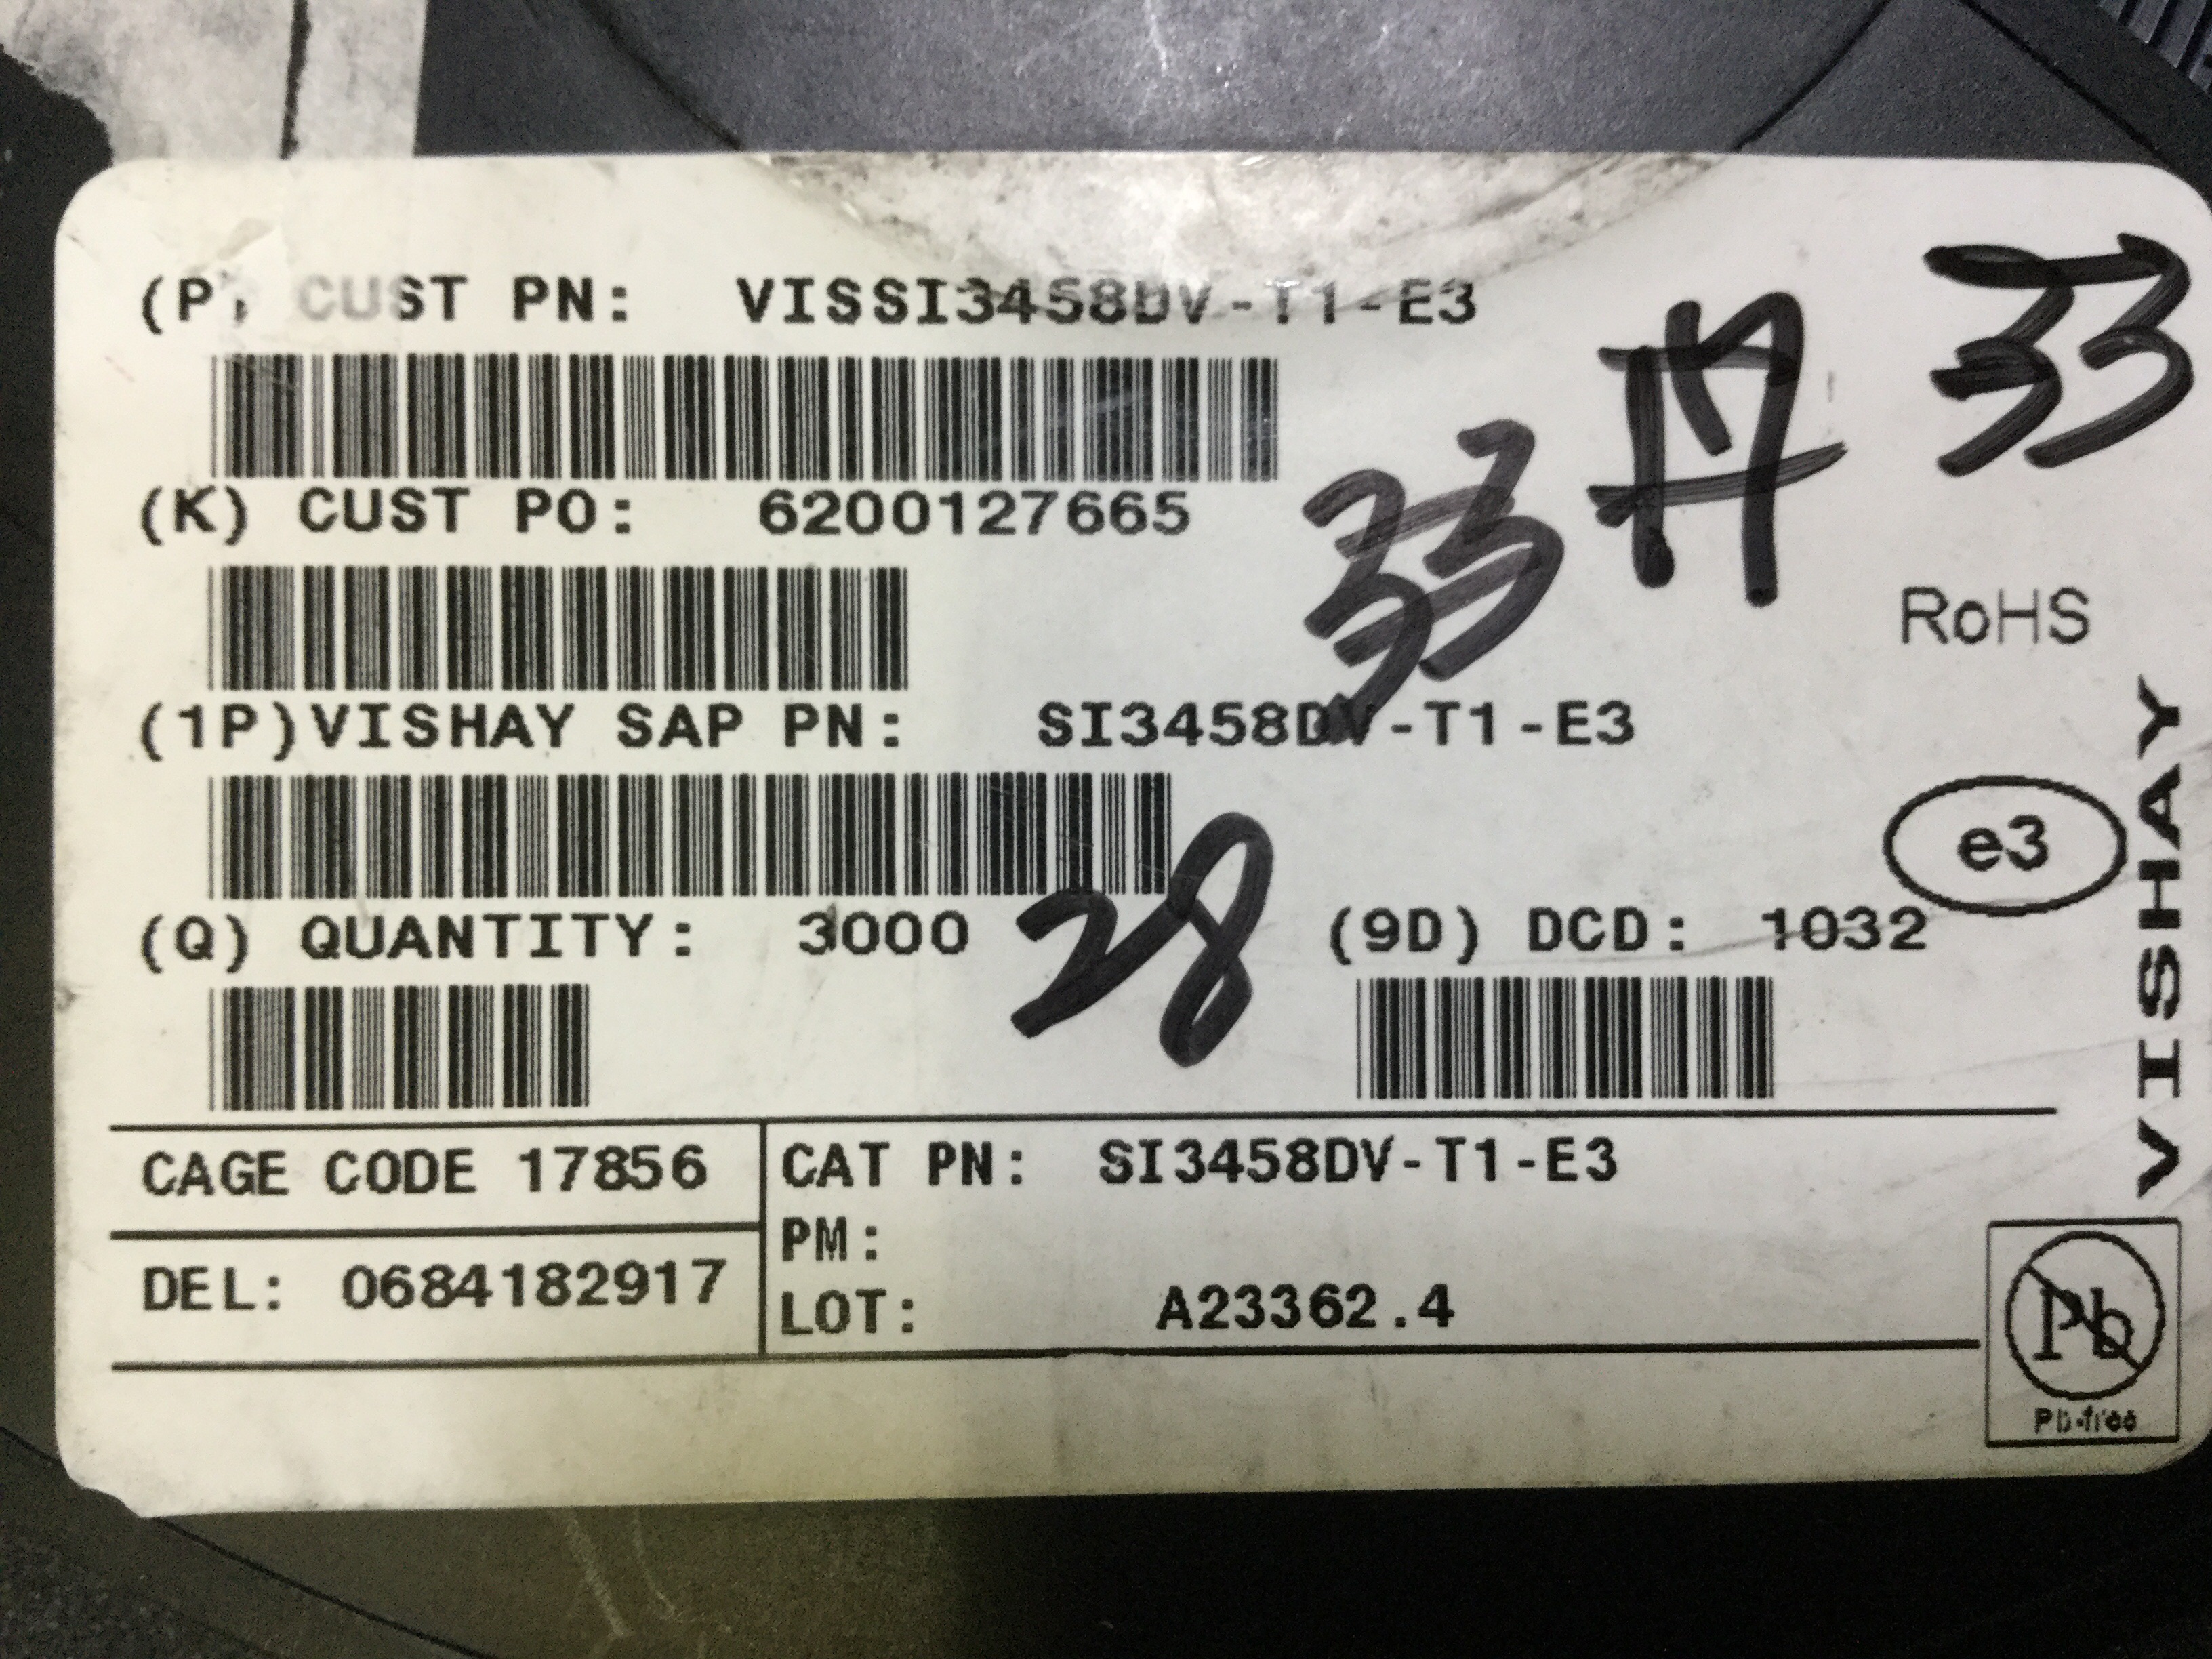 (P) CUST PN: VISSI3458DV-T1-E3
33
(K) CUST PO: 6200127665
33
RoHS
(1P)VISHAY SAP PN: SI3458DV-T1-E3
e3
VISHAY
(Q) QUANTITY: 3000
28
(9D) DCD: 1032
CAGE CODE 17856
DEL: 0684182917
CAT PN: SI3458DV-T1-E3
PM:
LOT: A23362.4
Pb
Pb-free